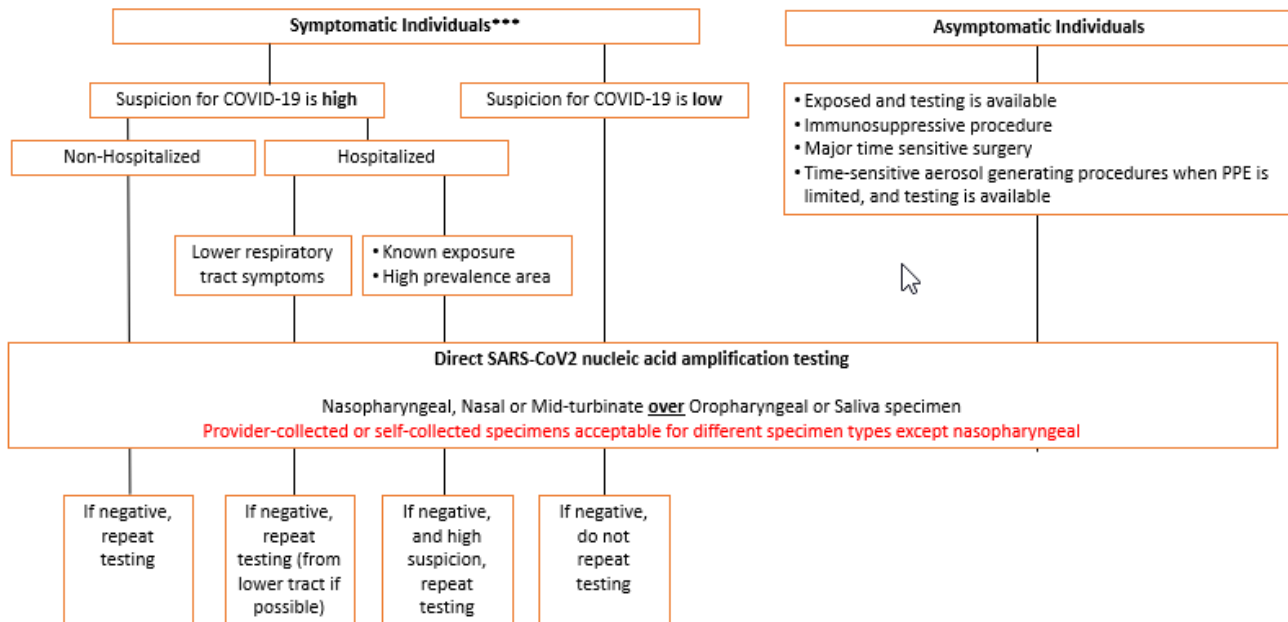 Symptomatic Individuals***
Asymptomatic Individuals
Suspicion for COVID-19 is high
Suspicion for COVID-19 is low
• Exposed and testing is available
• Immunosuppressive procedure
• Major time sensitive surgery
• Time-sensitive aerosol generating procedures when PPE is
limited, and testing is available
Non-Hospitalized
Hospitalized
Lower respiratory
tract symptoms
• Known exposure
• High prevalence area
Direct SARS-CoV2 nucleic acid amplification testing
Nasopharyngeal, Nasal or Mid-turbinate over Oropharyngeal or Saliva specimen
Provider-collected or self-collected specimens acceptable for different specimen types except nasopharyngeal
If negative,
repeat
testing
If negative,
repeat
testing (from
lower tract if
possible)
If negative,
and high
suspicion,
repeat
testing
If negative,
do not
repeat
testing